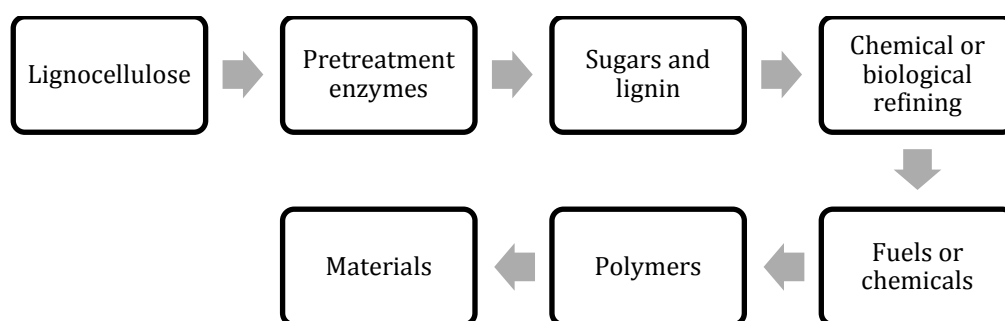 Lignocellulose
Pretreatment
enzymes
Sugars and
lignin
Chemical or
biological
refining
Fuels or
chemicals
Polymers
Materials